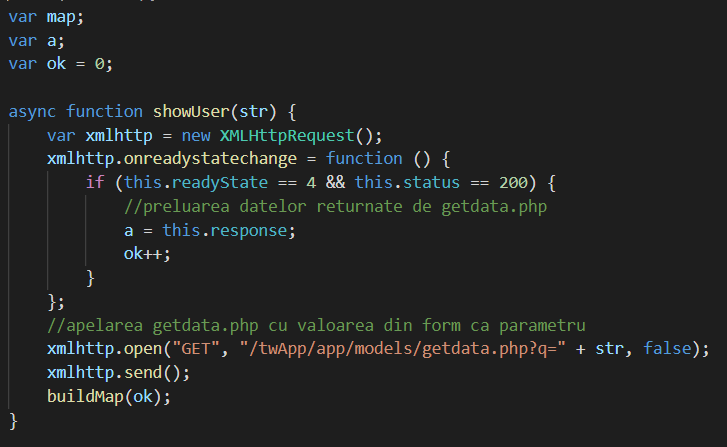 var map;
var a;
var ok = 0;
async function showUser(str) {
    var xmlhttp = new XMLHttpRequest();
    xmlhttp.onreadystatechange = function () {
        if (this.readyState == 4 && this.status == 200) {
            //preluarea datelor returnate de getdata.php
            a = this.response;
            ok++;
        }
    };
    //apelarea getdata.php cu valoarea din form ca parametru
    xmlhttp.open("GET", "/twApp/app/models/getdata.php?q=" + str, false);
    xmlhttp.send();
    buildMap(ok);
}